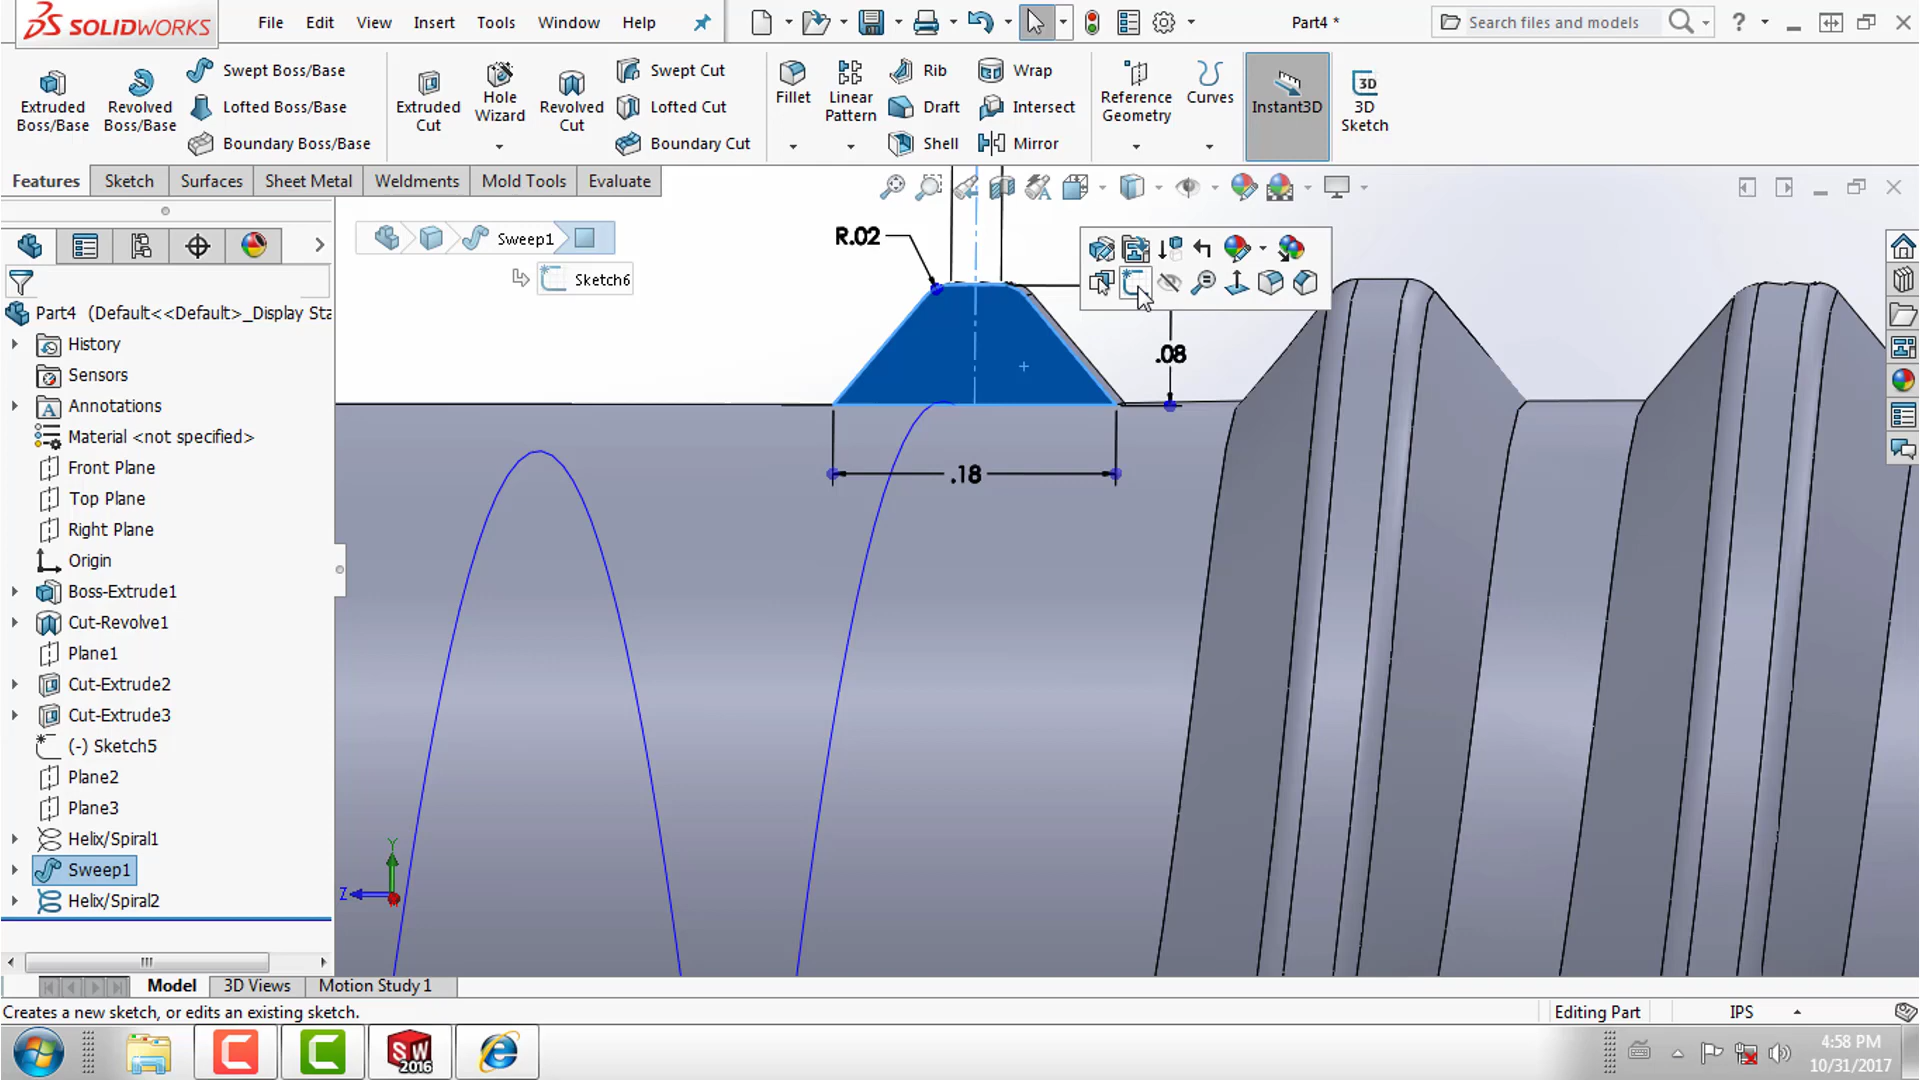 SOLIDWORKS
File Edit View Insert Tools Window Help
Part4 *
Search files and models
Extruded Boss/Base
Revolved Boss/Base
Swept Boss/Base
Lofted Boss/Base
Boundary Boss/Base
Extruded Cut
Hole Wizard
Revolved Cut
Swept Cut
Lofted Cut
Boundary Cut
Fillet
Linear Pattern
Rib
Draft
Shell
Wrap
Intersect
Mirror
Reference Geometry
Curves
Instant3D
3D Sketch
Features Sketch Surfaces Sheet Metal Weldments Mold Tools Evaluate
Sweep1
Sketch6
Part4 (Default<<Default>_Display Sta
History
Sensors
Annotations
Material <not specified>
Front Plane
Top Plane
Right Plane
Origin
Boss-Extrude1
Cut-Revolve1
Plane1
Cut-Extrude2
Cut-Extrude3
(-) Sketch5
Plane2
Plane3
Helix/Spiral1
Sweep1
Helix/Spiral2
R.02
.08
.18
Y
Z
Model 3D Views Motion Study 1
Creates a new sketch, or edits an existing sketch.
Editing Part
IPS
SW 2016
4:58 PM
10/31/2017